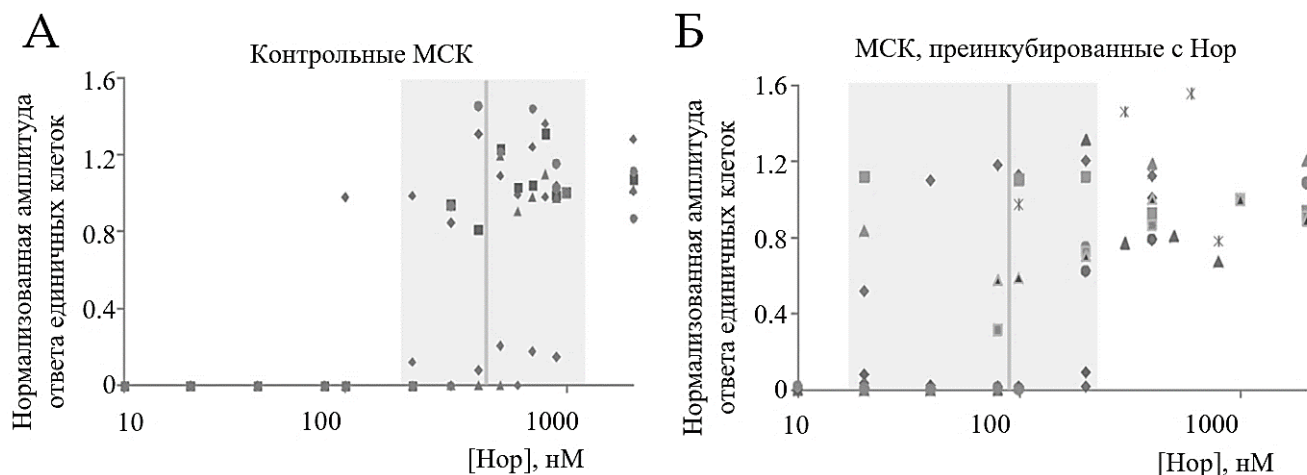 А
Контрольные МСК
Нормализованная амплитуда
ответа единичных клеток
1.6
1.2
0.8
0.4
0
10
100
1000
[Нор], нМ
Б
МСК, преинкубированные с Нор
Нормализованная амплитуда
ответа единичных клеток
1.6
1.2
0.8
0.4
0
10
100
1000
[Нор], нМ